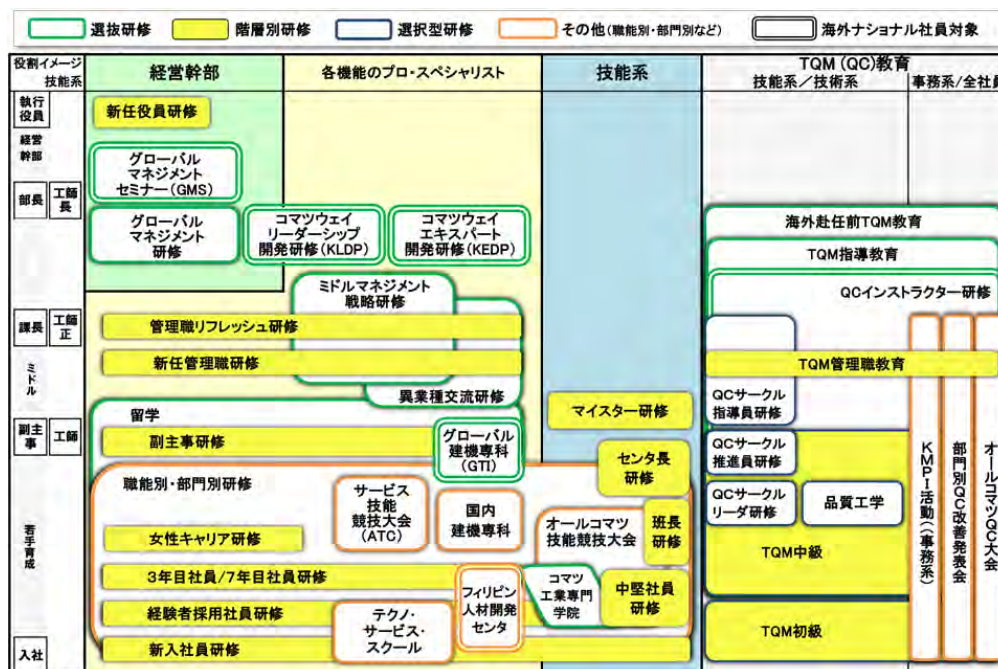 選抜研修
階層別研修
選択型研修
その他(職能別・部門別など)
海外ナショナル社員対象
役割イメージ
技能系
経営幹部
各機能のプロ・スペシャリスト
技能系
TQM(QC)教育
技能系/技術系
事務系/全社員
執行
役員
経営
幹部
部長
工師
長
課長
工師
正
ミドル
副主
事
工師
若手育成
入社
新任役員研修
グローバル
マネジメント
セミナー(GMS)
グローバル
マネジメント
研修
コマツウェイ
リーダーシップ
開発研修(KLDP)
コマツウェイ
エキスパート
開発研修(KEDP)
ミドルマネジメント
戦略研修
管理職リフレッシュ研修
新任管理職研修
異業種交流研修
留学
副主事研修
グローバル
建機専科
(GTI)
職能別・部門別研修
サービス
技能
競技大会
(ATC)
国内
建機専科
女性キャリア研修
3年目社員/7年目社員研修
経験者採用社員研修
新入社員研修
テクノ・
サービス・
スクール
フィリピン
人材開発
センタ
マイスター研修
センタ長
研修
オールコマツ
技能競技大会
班長
研修
コマツ
工業専門
学院
中堅社員
研修
海外赴任前TQM教育
TQM指導教育
QCインストラクター研修
TQM管理職教育
QCサークル
指導員研修
QCサークル
推進員研修
QCサークル
リーダ研修
品質工学
TQM中級
TQM初級
KMPI活動(事務系)
部門別QC改善発表会
オールコマツQC大会